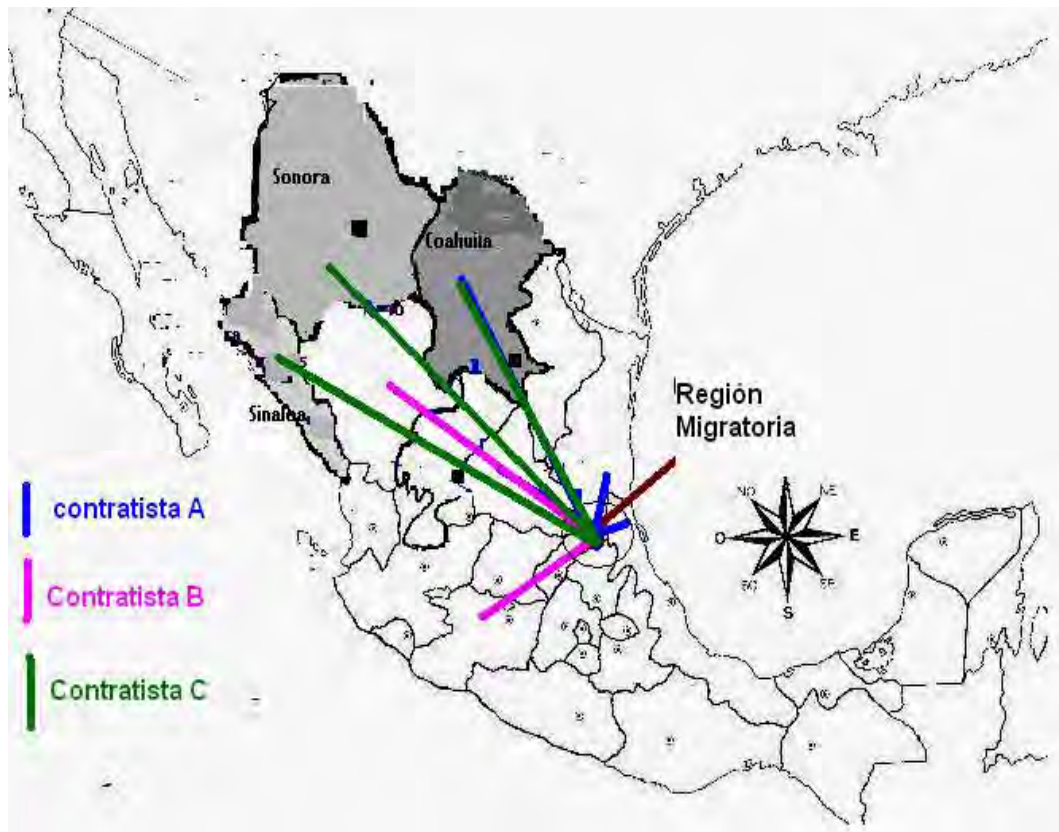 Sonora
Coahuila
Sinaloa
Región
Migratoria
contratista A
Contratista B
Contratista C
NO
NE
O
E
SO
SE
S